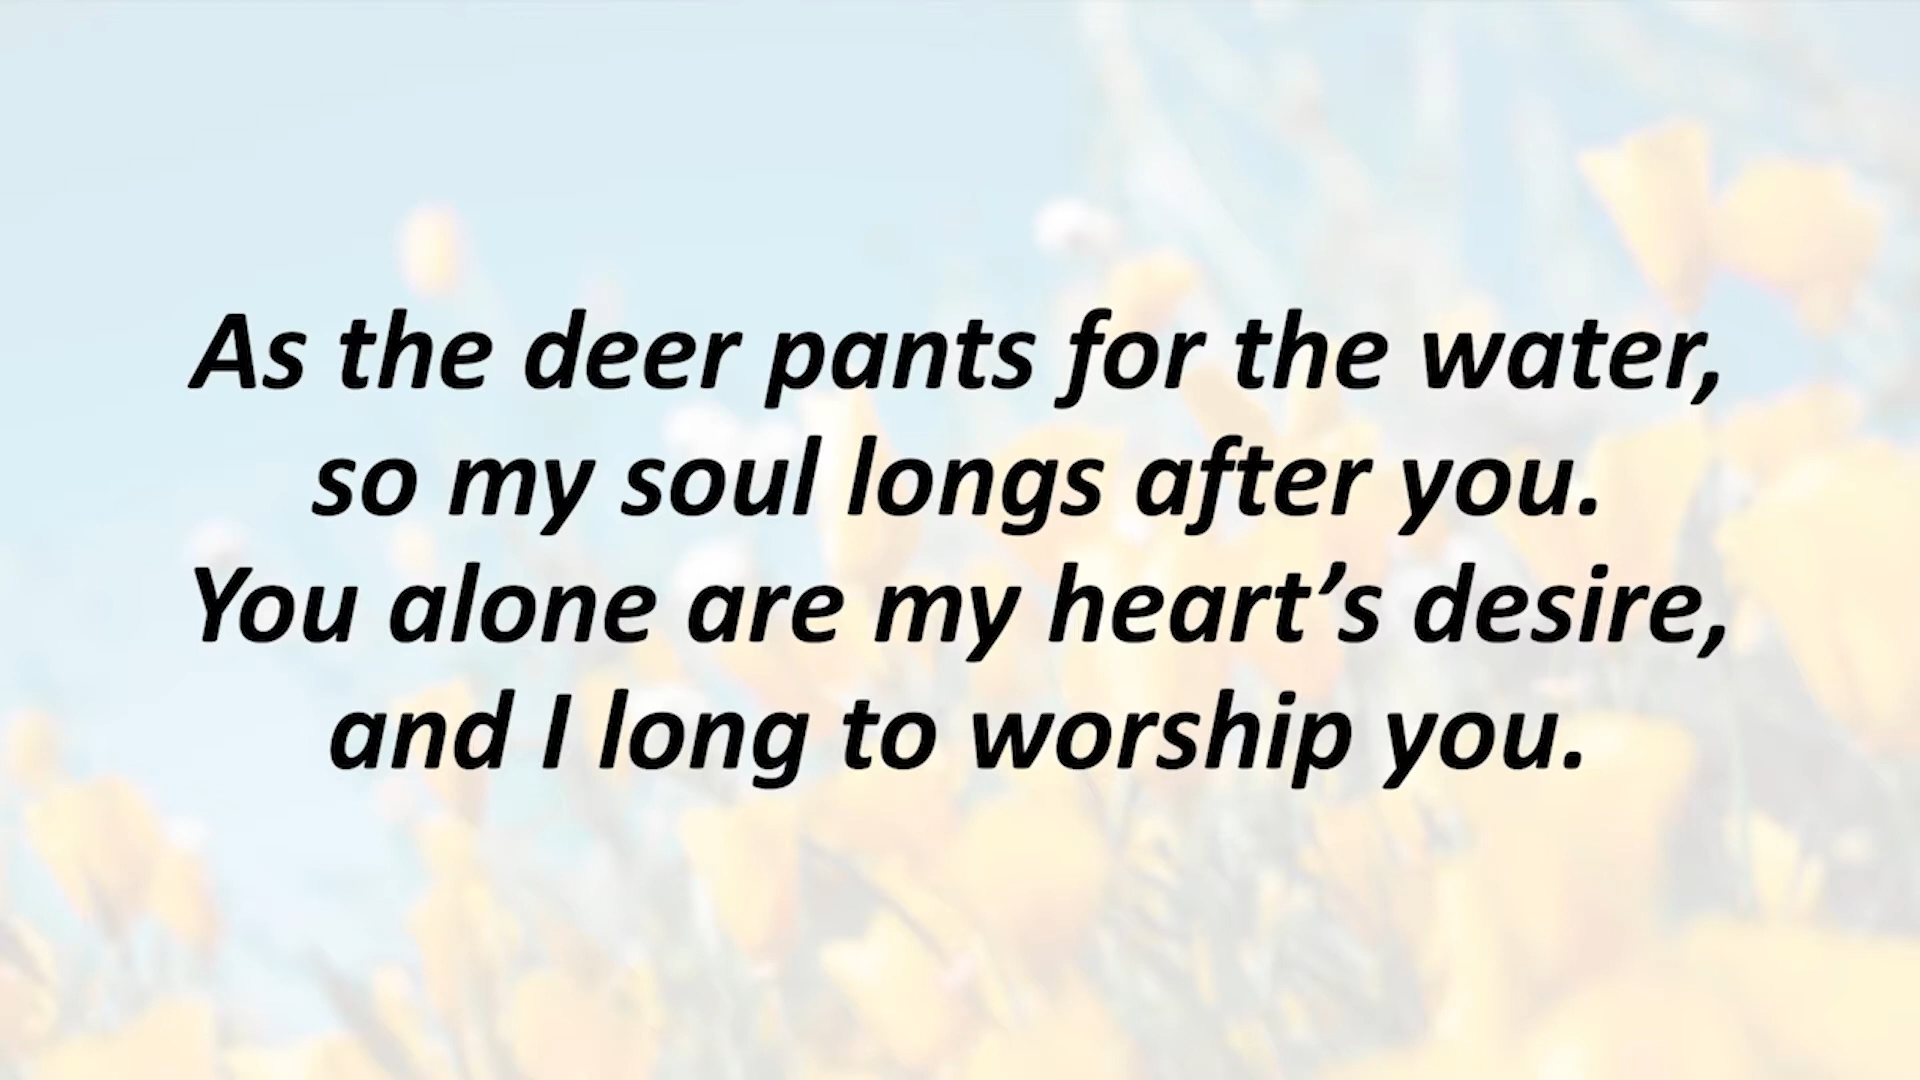 As the deer pants for the water,
so my soul longs after you.
You alone are my heart’s desire,
and I long to worship you.